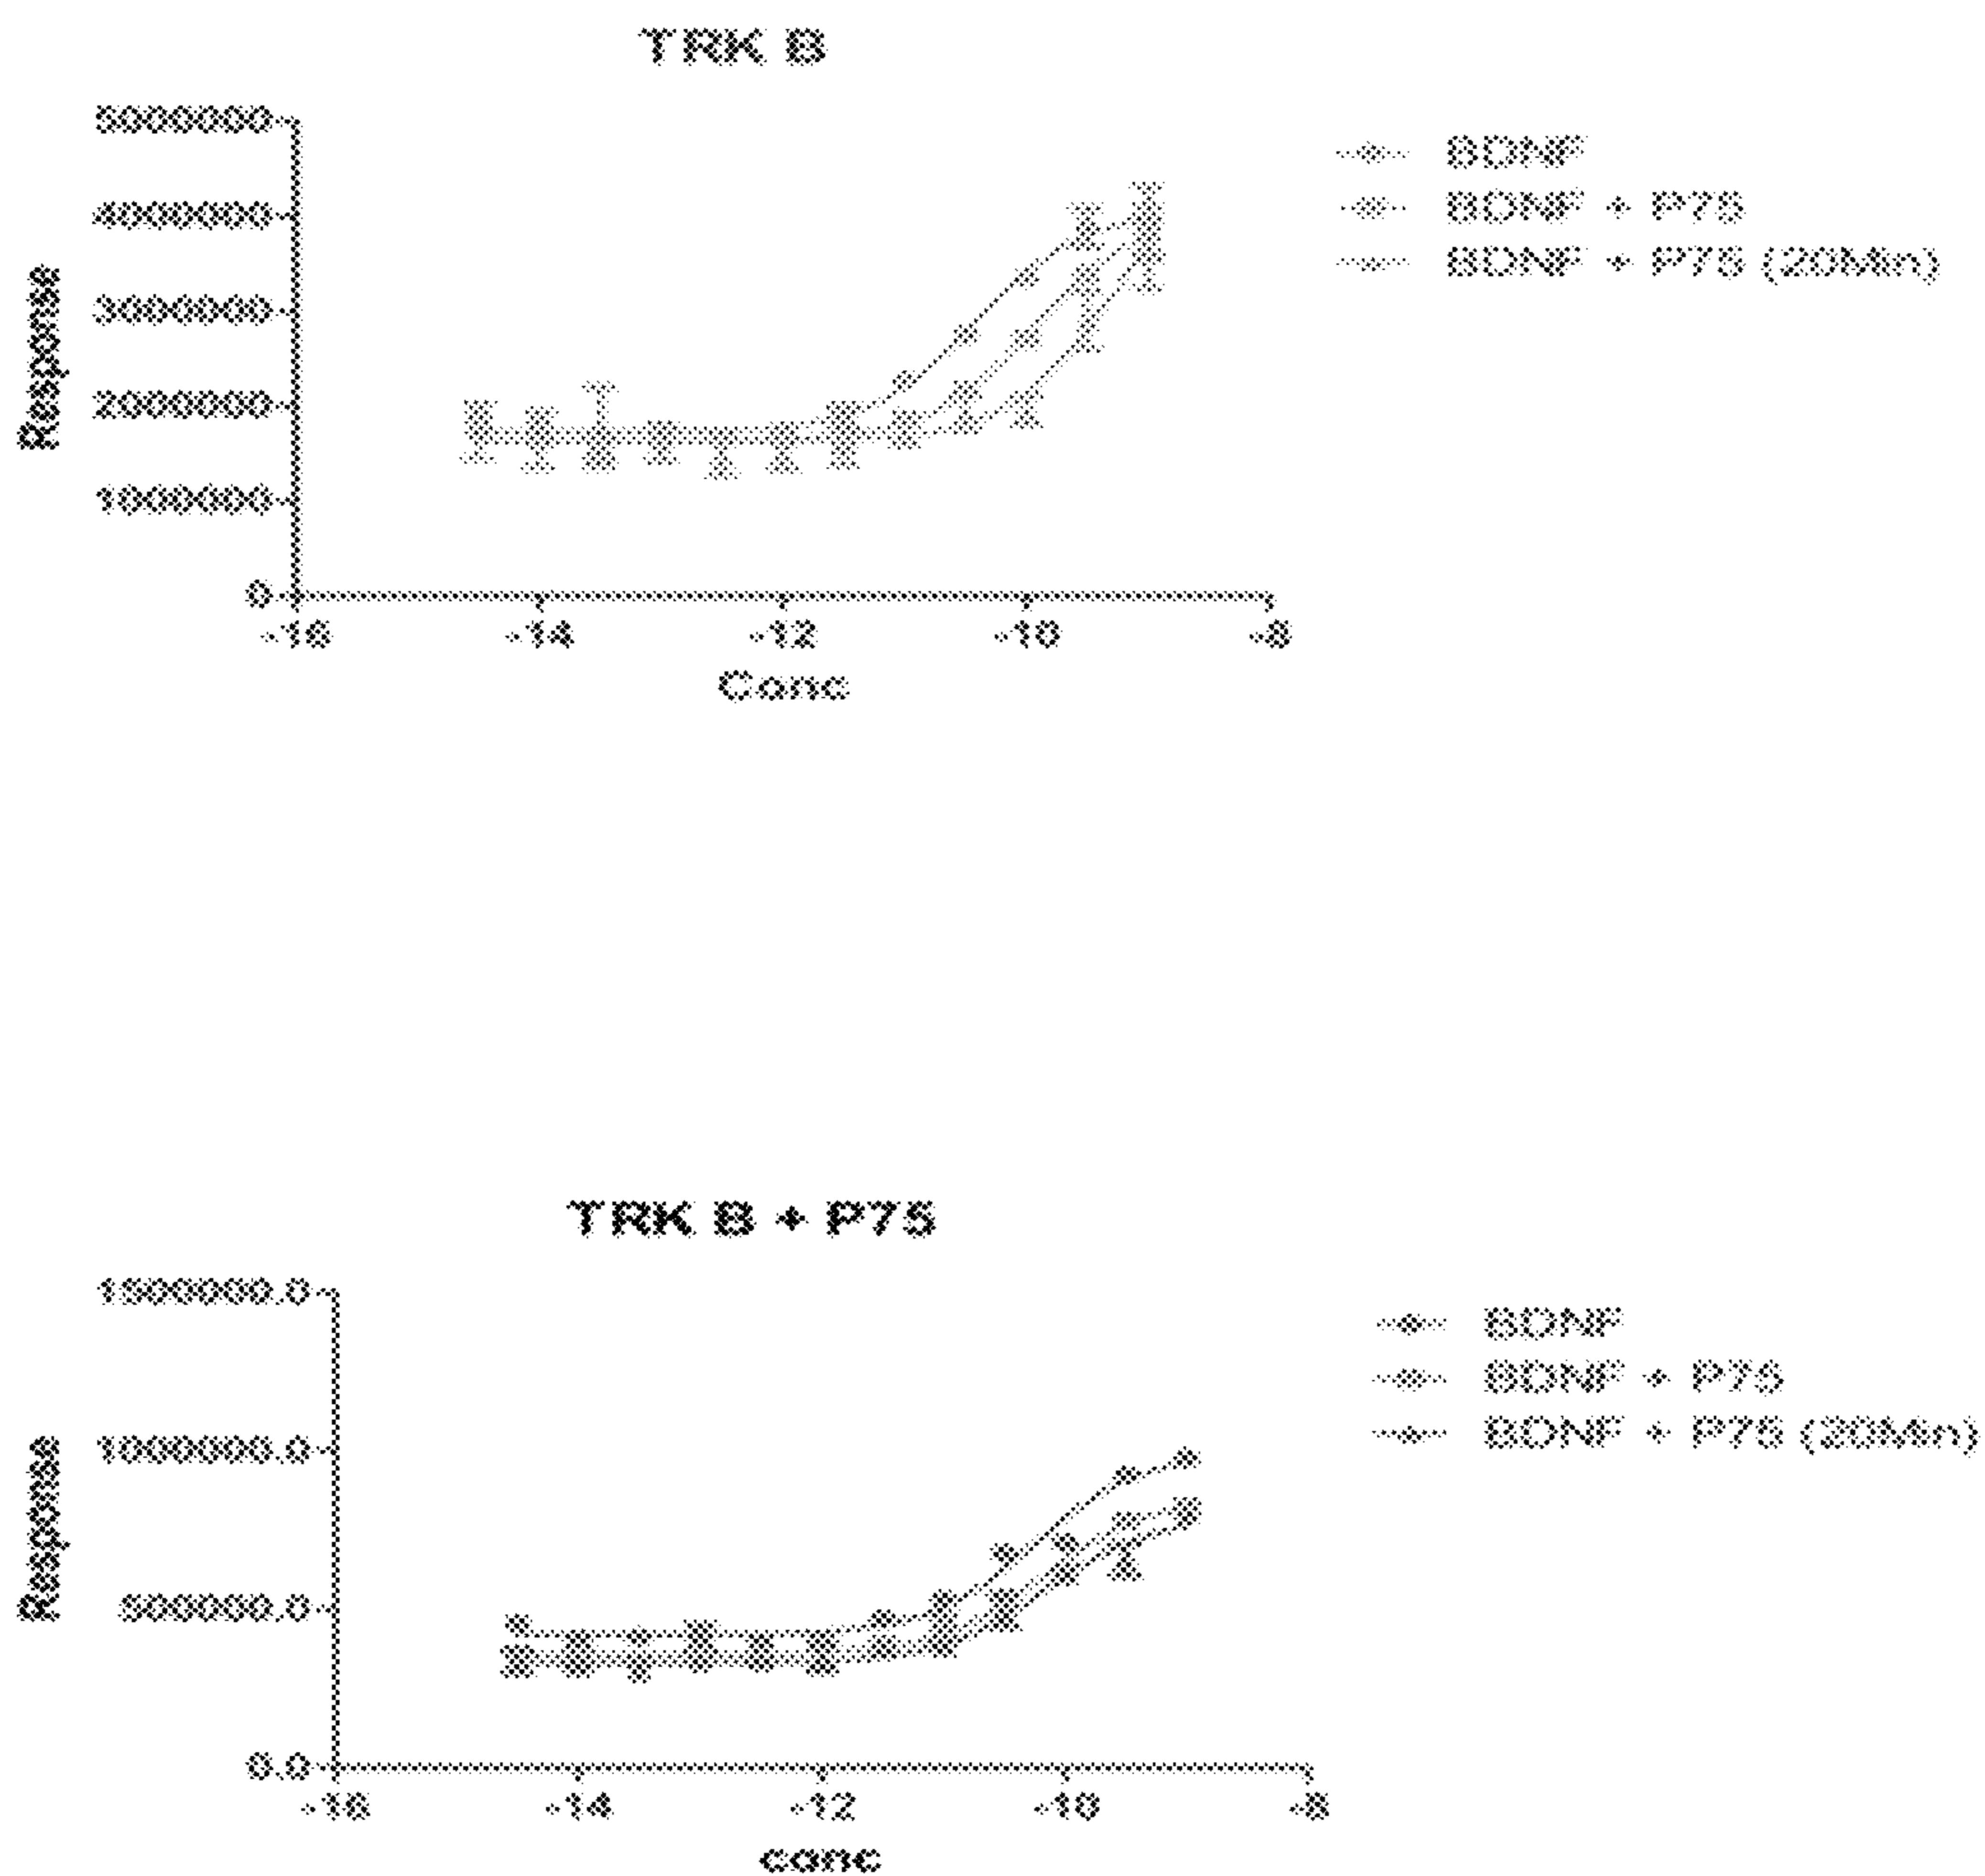 TRK B
5000000
4000000
3000000
2000000
1000000
0
Response
-16
-14
-12
-10
-8
Conc
BDNF
BDNF + P75
BDNF + P75 (20Min)
TRK B + P75
1500000.0
1000000.0
500000.0
0.0
Response
-16
-14
-12
-10
-8
conc
BDNF
BDNF + P75
BDNF + P75 (20Min)